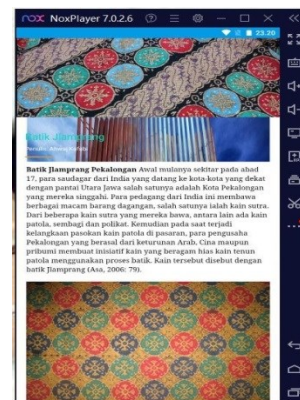 nox NoxPlayer 7.0.2.6
23.20
Batik Jlamprang
Penulis:
Batik Jlamprang Pekalongan Awal mulanya sekitar pada abad
17, para saudagar dari India yang datang ke kota-kota yang dekat
dengan pantai Utara Jawa salah satunya adalah Kota Pekalongan
yang mereka singgahi. Para pedagang dari India ini membawa
berbagai macam barang dagangan, salah satunya ialah kain sutra.
Dari beberapa kain sutra yang mereka bawa, antara lain ada kain
patola, sembagi dan polikat. Kemudian pada saat terjadi
kelangkaan pasokan kain patola di pasaran, para pengusaha
Pekalongan yang berasal dari keturunan Arab, Cina maupun
pribumi membuat inisiatif kain yang beragam hias kain tenun
patola menggunakan proses batik. Kain tersebut disebut dengan
batik Jlamprang (Asa, 2006: 79).